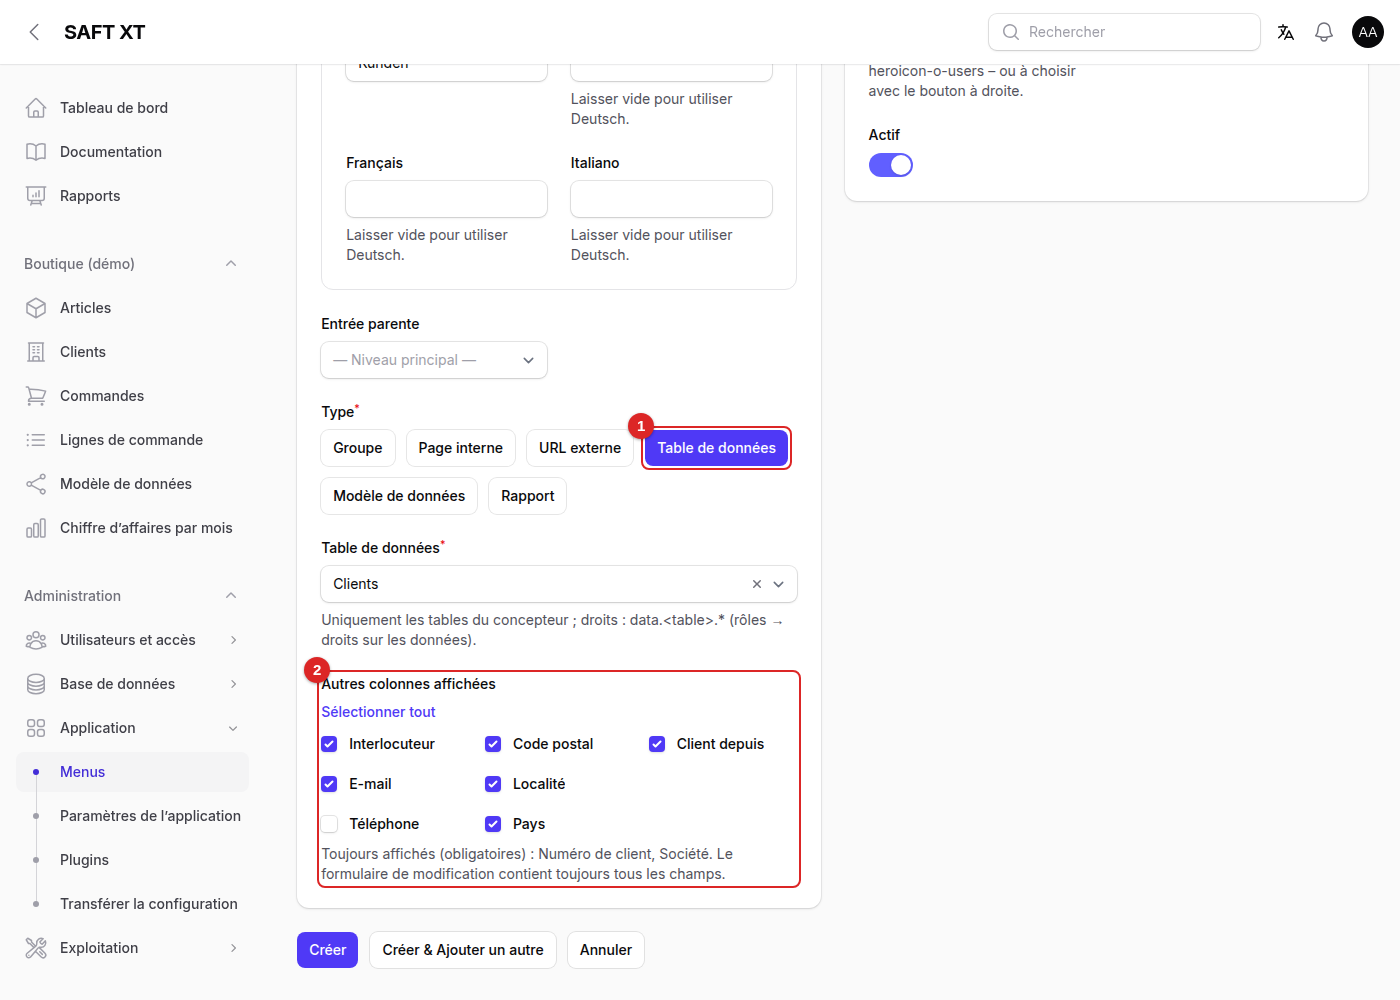 SAFT XT
Rechercher
AA
Tableau de bord
Documentation
Rapports
Boutique (démo)
Articles
Clients
Commandes
Lignes de commande
Modèle de données
Chiffre d’affaires par mois
Administration
Utilisateurs et accès
Base de données
Application
Menus
Paramètres de l’application
Plugins
Transférer la configuration
Exploitation
Kunden
Laisser vide pour utiliser
Deutsch.
Français
Italiano
Laisser vide pour utiliser
Deutsch.
Laisser vide pour utiliser
Deutsch.
Entrée parente
— Niveau principal —
Type*
1
Groupe
Page interne
URL externe
Table de données
Modèle de données
Rapport
Table de données*
Clients
Uniquement les tables du concepteur ; droits : data.<table>.* (rôles →
droits sur les données).
2
Autres colonnes affichées
Sélectionner tout
Interlocuteur
Code postal
Client depuis
E-mail
Localité
Téléphone
Pays
Toujours affichés (obligatoires) : Numéro de client, Société. Le
formulaire de modification contient toujours tous les champs.
Créer
Créer & Ajouter un autre
Annuler
heroicon-o-users – ou à choisir
avec le bouton à droite.
Actif